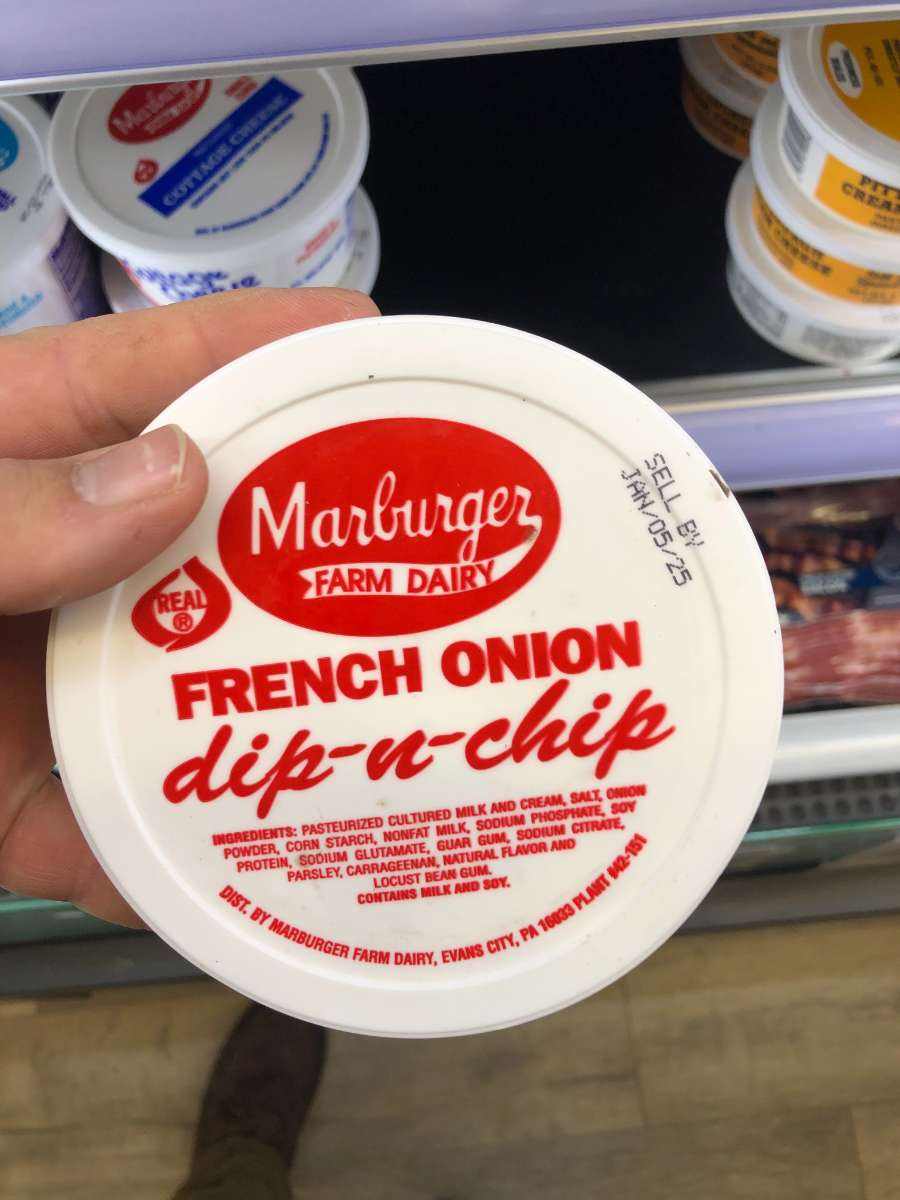 Marburger
COTTAGE CHEESE
PITT
CREAM
Marburger
FARM DAIRY
SELL BY
JAN/05/25
REAL
®
FRENCH ONION
dip-n-chip
INGREDIENTS: PASTEURIZED CULTURED MILK AND CREAM, SALT, ONION
POWDER, CORN STARCH, NONFAT MILK, SODIUM PHOSPHATE, SOY
PROTEIN, SODIUM GLUTAMATE, GUAR GUM, SODIUM CITRATE,
PARSLEY, CARRAGEENAN, NATURAL FLAVOR AND
LOCUST BEAN GUM.
CONTAINS MILK AND SOY.
DIST. BY MARBURGER FARM DAIRY, EVANS CITY, PA 16033 PLANT #42-151